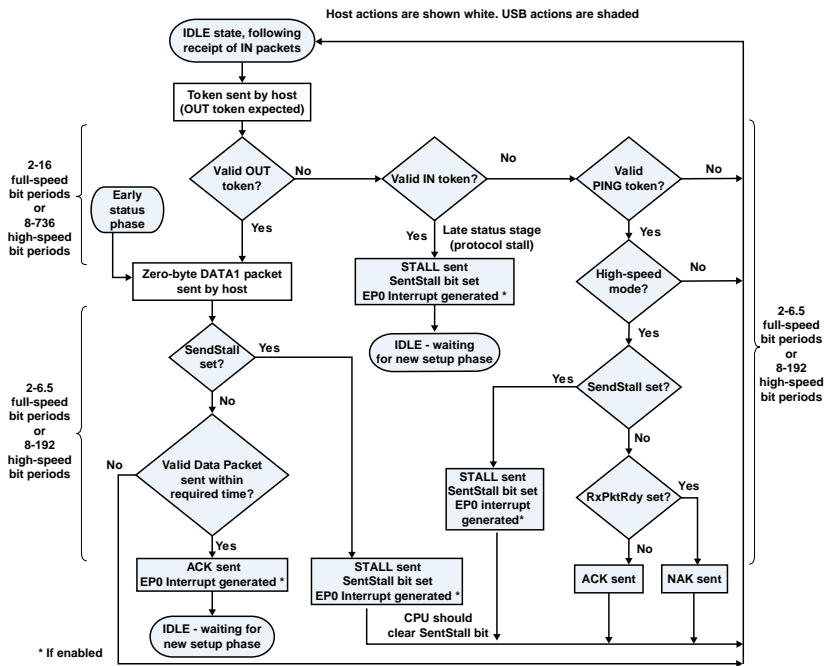 Host actions are shown white. USB actions are shaded
IDLE state, following
receipt of IN packets
Token sent by host
(OUT token expected)
2-16
full-speed
bit periods
or
8-736
high-speed
bit periods
Early
status
phase
Valid OUT
token?
No
Yes
Valid IN token?
No
Yes
Late status stage
(protocol stall)
Valid
PING token?
No
Yes
Zero-byte DATA1 packet
sent by host
STALL sent
SentStall bit set
EP0 Interrupt generated *
IDLE - waiting
for new setup phase
High-speed
mode?
No
Yes
2-6.5
full-speed
bit periods
or
8-192
high-speed
bit periods
SendStall
set?
Yes
No
SendStall set?
Yes
No
2-6.5
full-speed
bit periods
or
8-192
high-speed
bit periods
Valid Data Packet
sent within
required time?
No
Yes
STALL sent
SentStall bit set
EP0 interrupt
generated*
RxPktRdy set?
Yes
No
ACK sent
EP0 Interrupt generated *
STALL sent
SentStall bit set
EP0 Interrupt generated *
ACK sent
NAK sent
IDLE - waiting for
new setup phase
CPU should
clear SentStall bit
* If enabled